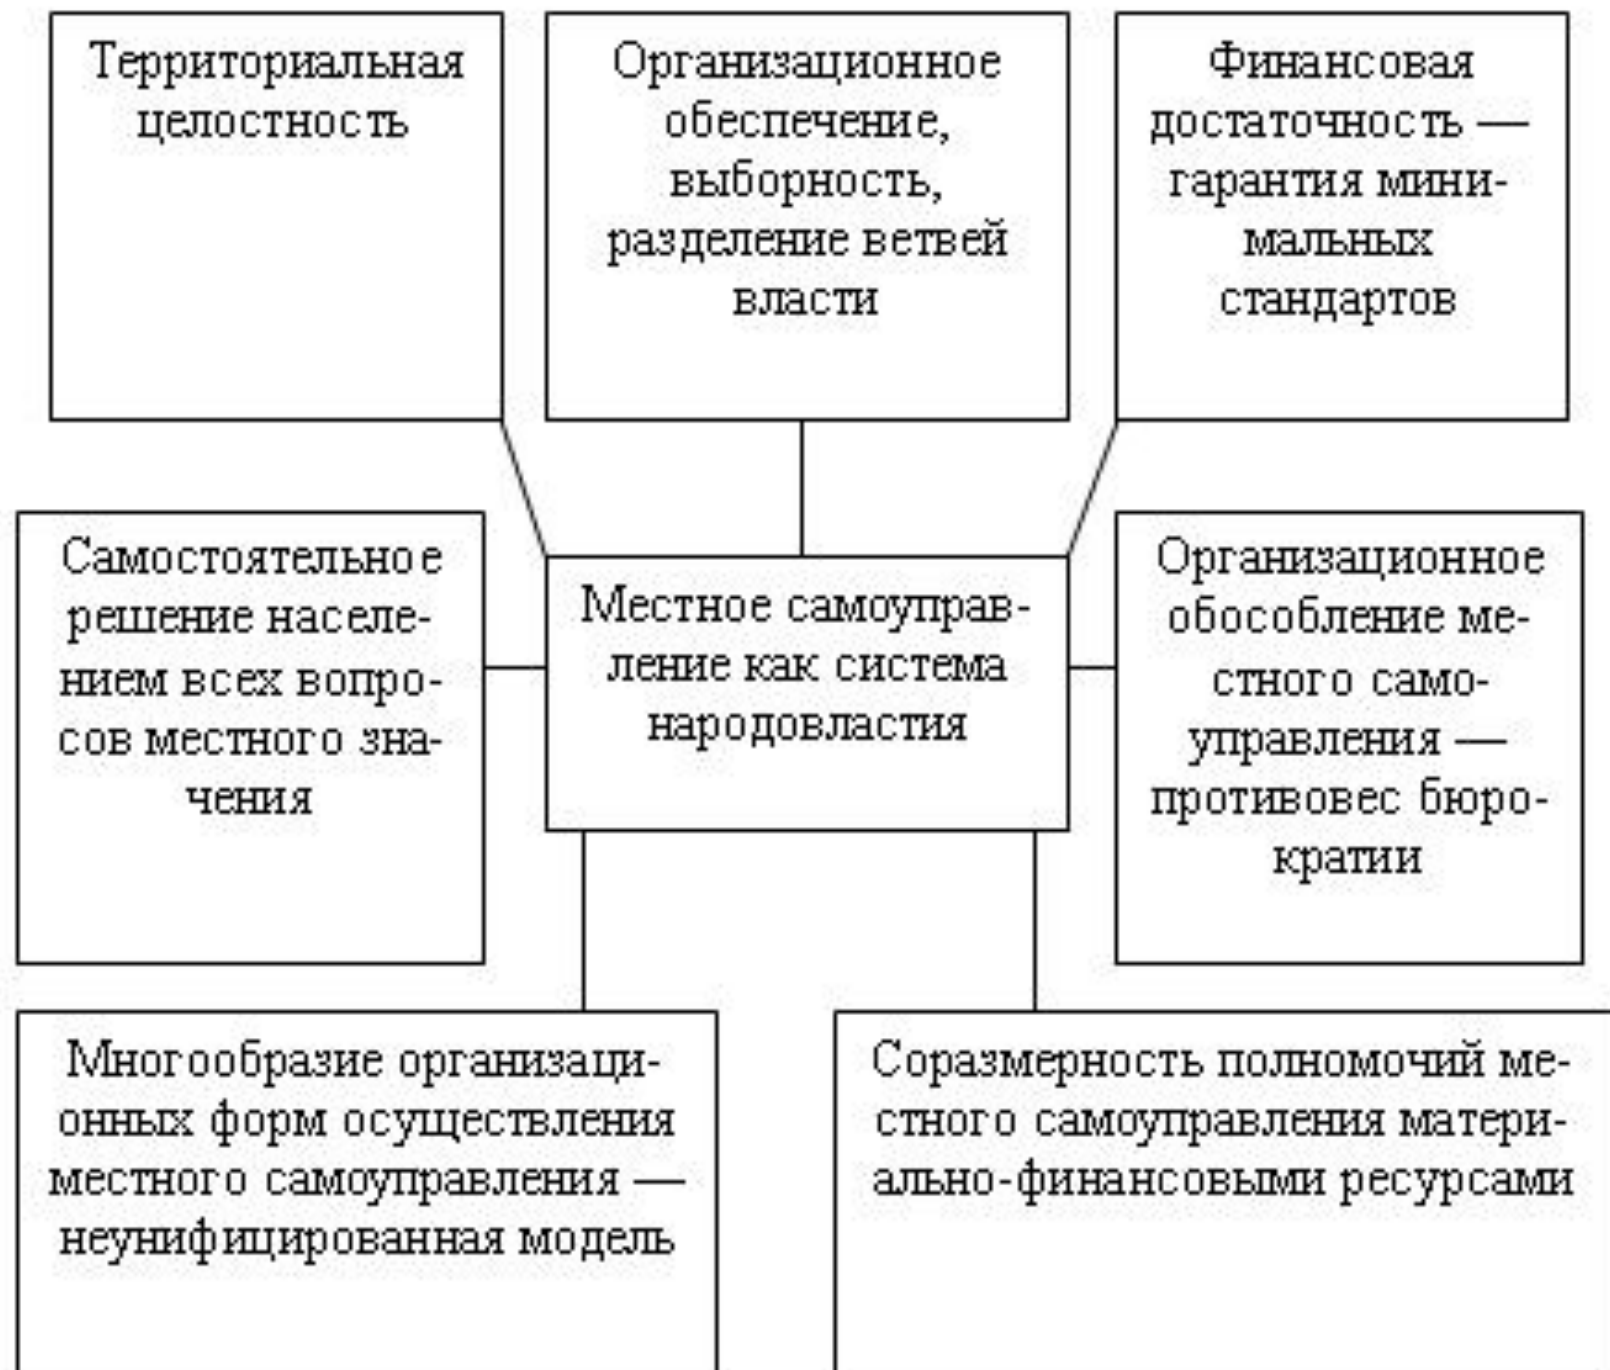 Территориальная
целостность
Организационное
обеспечение,
выборность,
разделение ветвей
власти
Финансовая
достаточность —
гарантия мини-
мальных
стандартов
Самостоятельное
решение населе-
нием всех вопро-
сов местного зна-
чения
Местное самоуправ-
ление как система
народовластия
Организационное
обособление ме-
стного само-
управления —
противовес бюро-
кратии
Многообразие организаци-
онных форм осуществления
местного самоуправления —
неунифицированная модель
Соразмерность полномочий ме-
стного самоуправления матери-
ально-финансовыми ресурсами